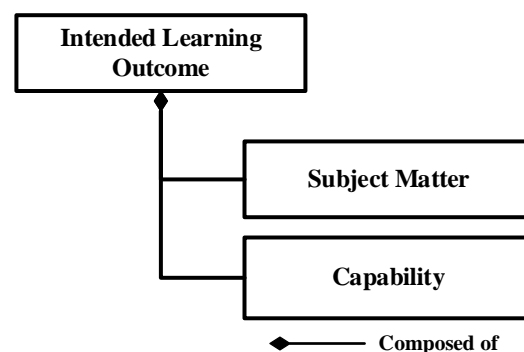 Intended Learning
Outcome
Subject Matter
Capability
Composed of